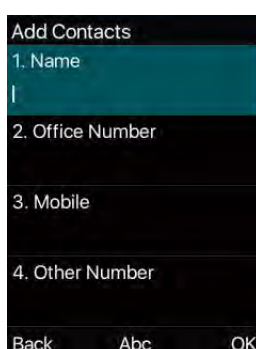 Add Contacts
1. Name
2. Office Number
3. Mobile
4. Other Number
Back Abc OK